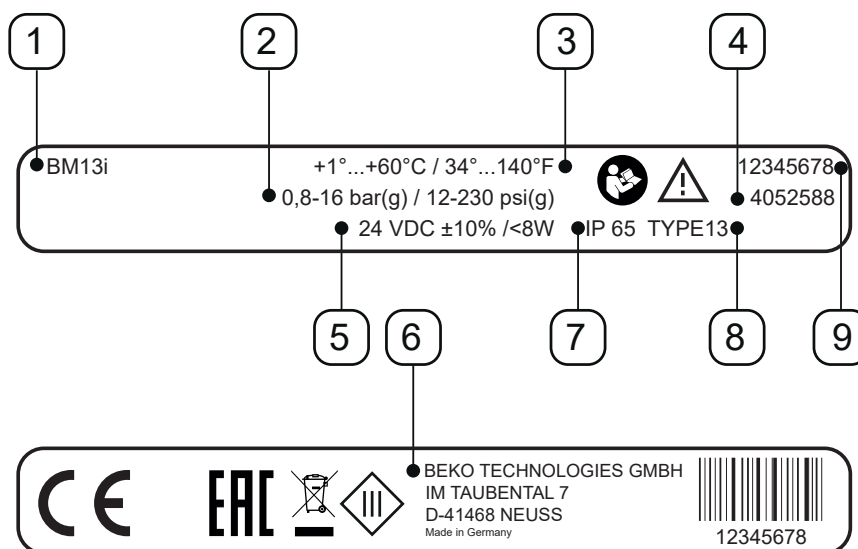 1 2 3 4
BM13i +1°...+60°C / 34°...140°F 12345678
0,8-16 bar(g) / 12-230 psi(g) 4052588
24 VDC ±10% /<8W IP 65 TYPE13
5 6 7 8 9
CE EAC III BEKO TECHNOLOGIES GMBH
IM TAUBENTAL 7
D-41468 NEUSS
Made in Germany
12345678